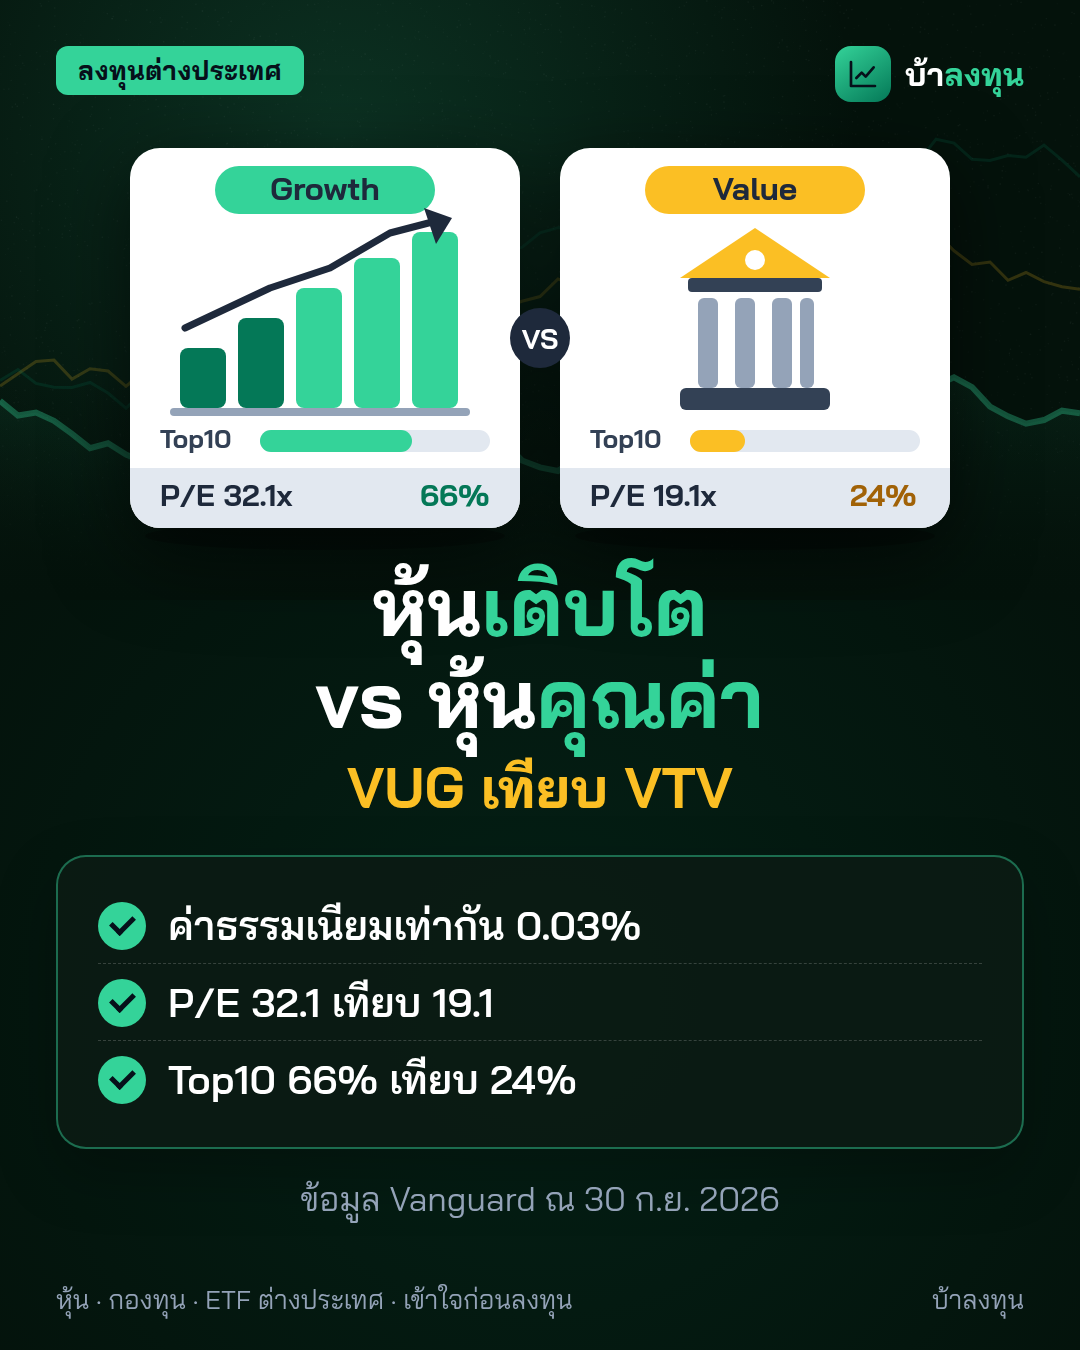 ลงทุนต่างประเทศ
บ้าลงทุน
Growth
Top10
P/E 32.1x 66%
VS
Value
Top10
P/E 19.1x 24%
หุ้นเติบโต
vs หุ้นคุณค่า
VUG เทียบ VTV
ค่าธรรมเนียมเท่ากัน 0.03%
P/E 32.1 เทียบ 19.1
Top10 66% เทียบ 24%
ข้อมูล Vanguard ณ 30 ก.ย. 2026
หุ้น · กองทุน · ETF ต่างประเทศ · เข้าใจก่อนลงทุน
บ้าลงทุน